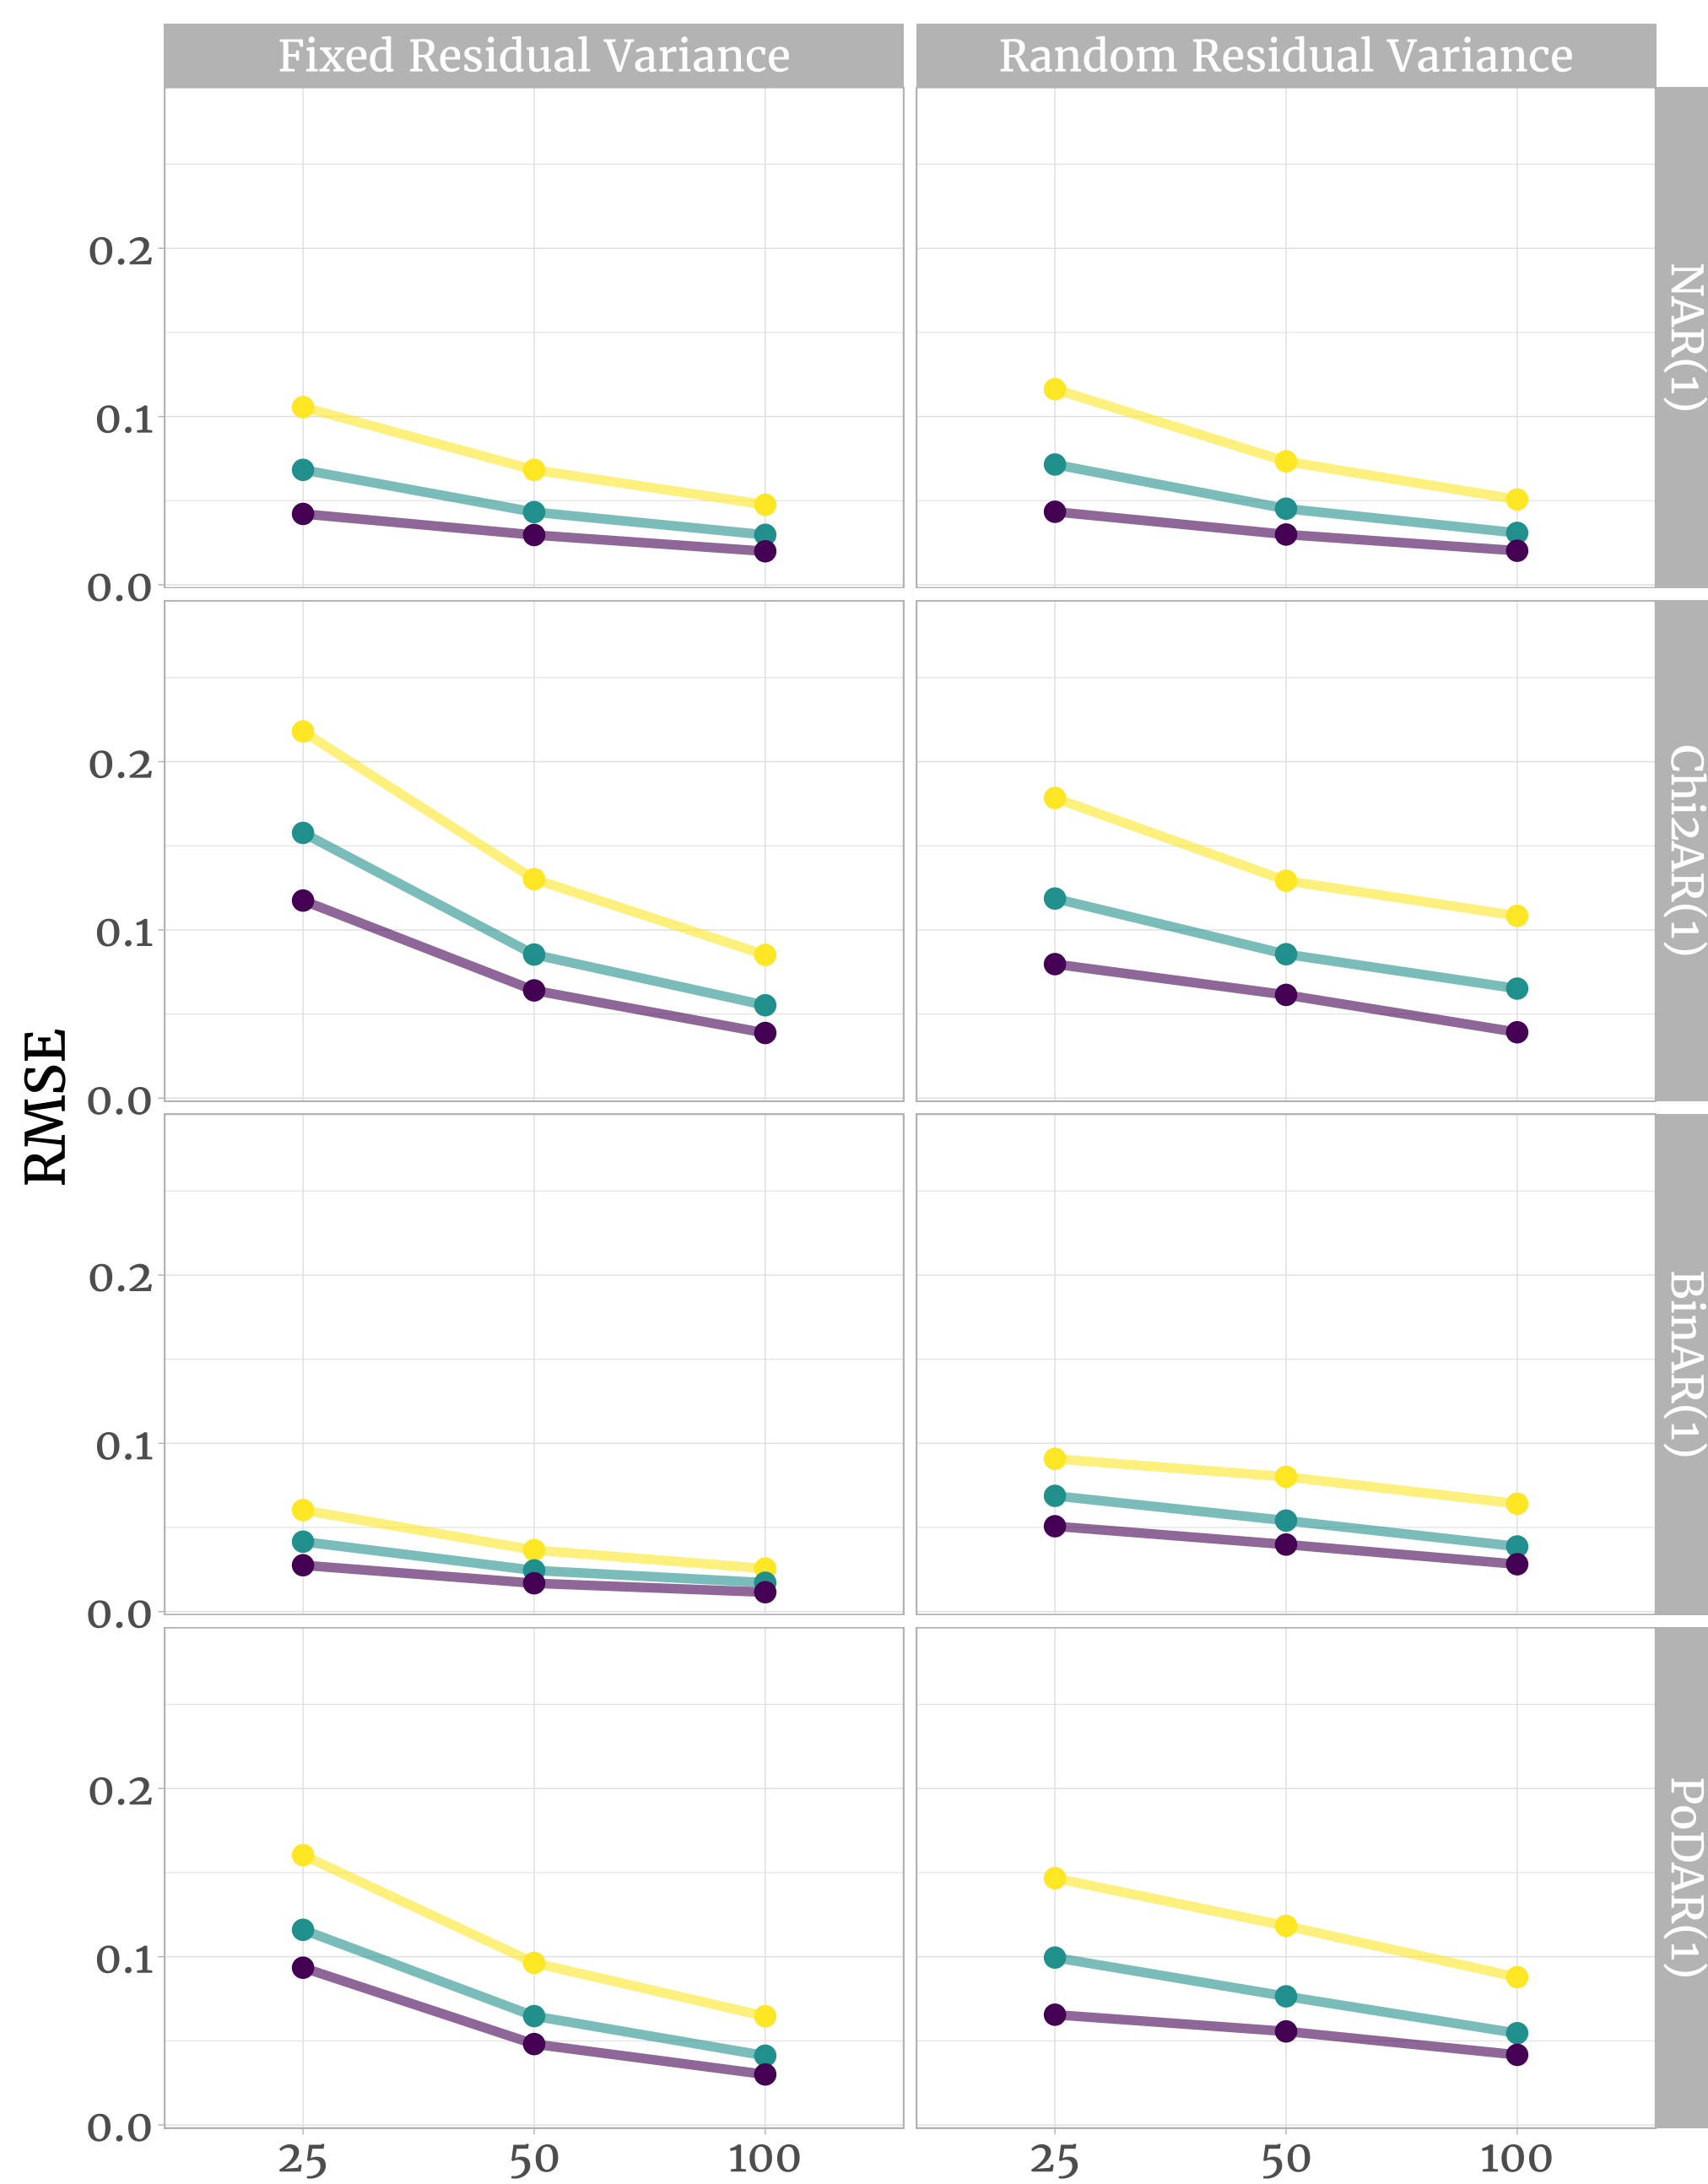 Fixed Residual Variance
Random Residual Variance
0.2
0.1
0.0
NAR(1)
0.2
0.1
0.0
Chi2AR(1)
RMSE
0.2
0.1
0.0
BinAR(1)
0.2
0.1
0.0
PoDAR(1)
25 50 100
25 50 100